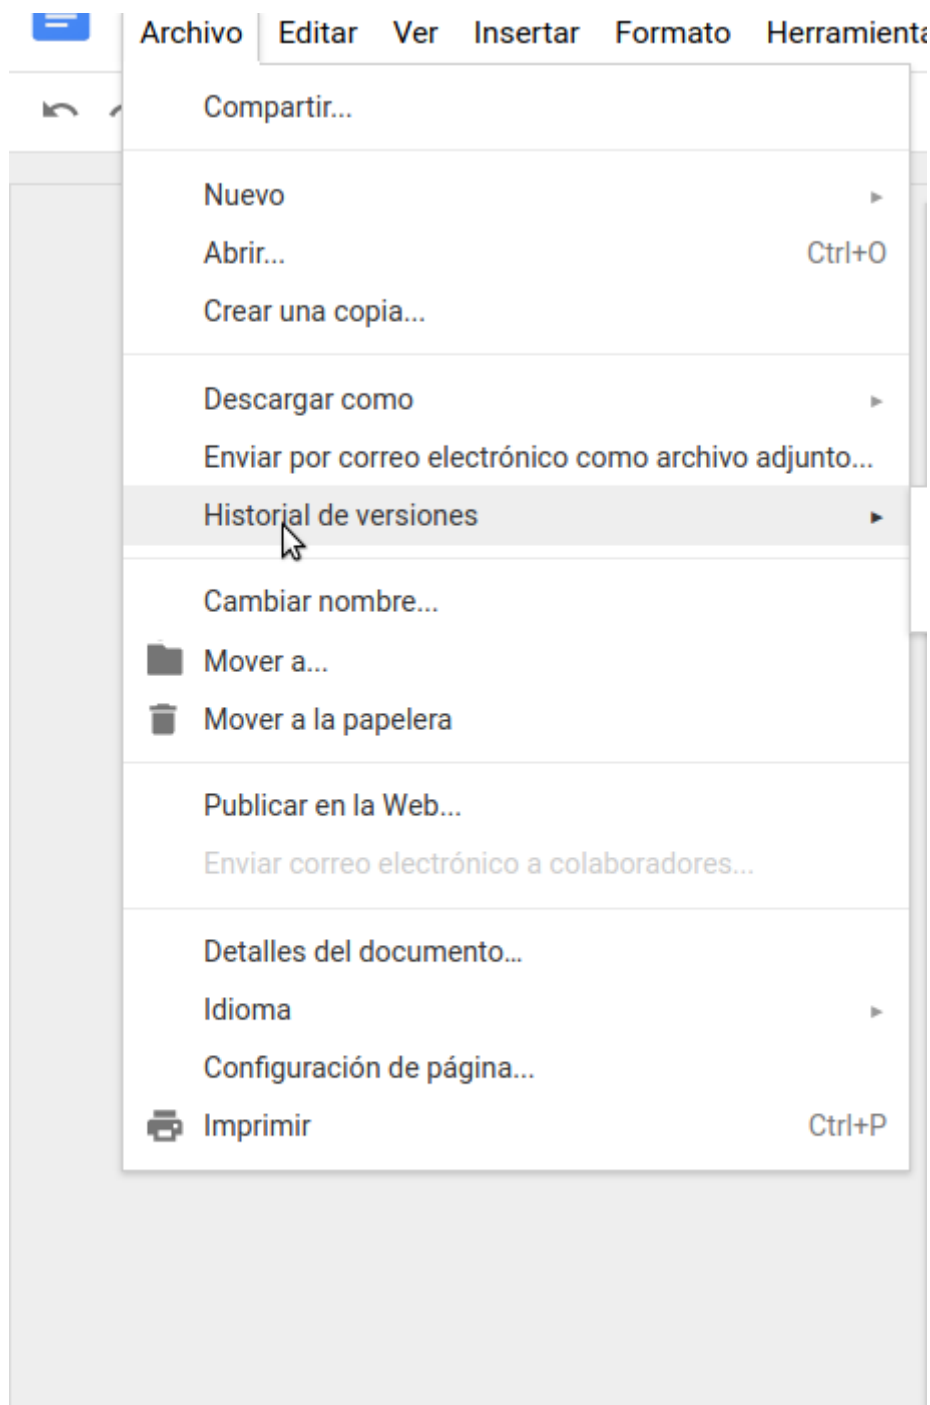 Archivo Editar Ver Insertar Formato
Compartir...
Nuevo
Abrir... Ctrl+O
Crear una copia...
Descargar como
Enviar por correo electrónico como archivo adjunto...
Historial de versiones
Cambiar nombre...
Mover a...
Mover a la papelera
Publicar en la Web...
Enviar correo electrónico a colaboradores...
Detalles del documento...
Idioma
Configuración de página...
Imprimir Ctrl+P